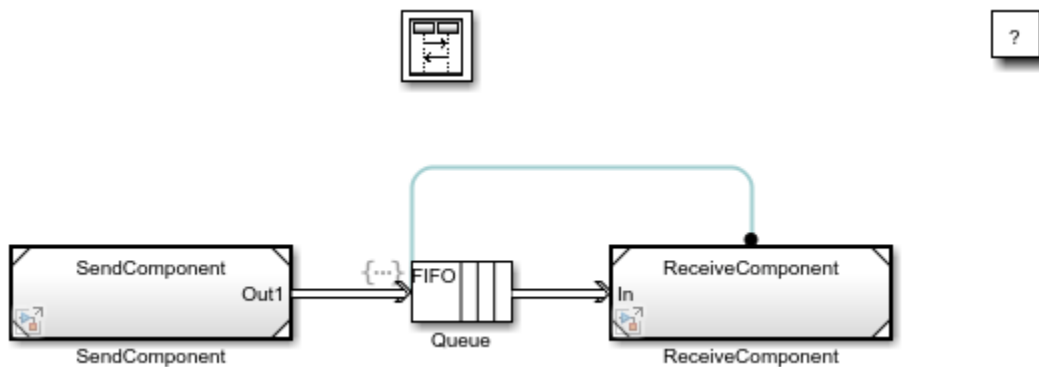 ?
SendComponent
Out1
{...}
FIFO
ReceiveComponent
In
SendComponent
Queue
ReceiveComponent